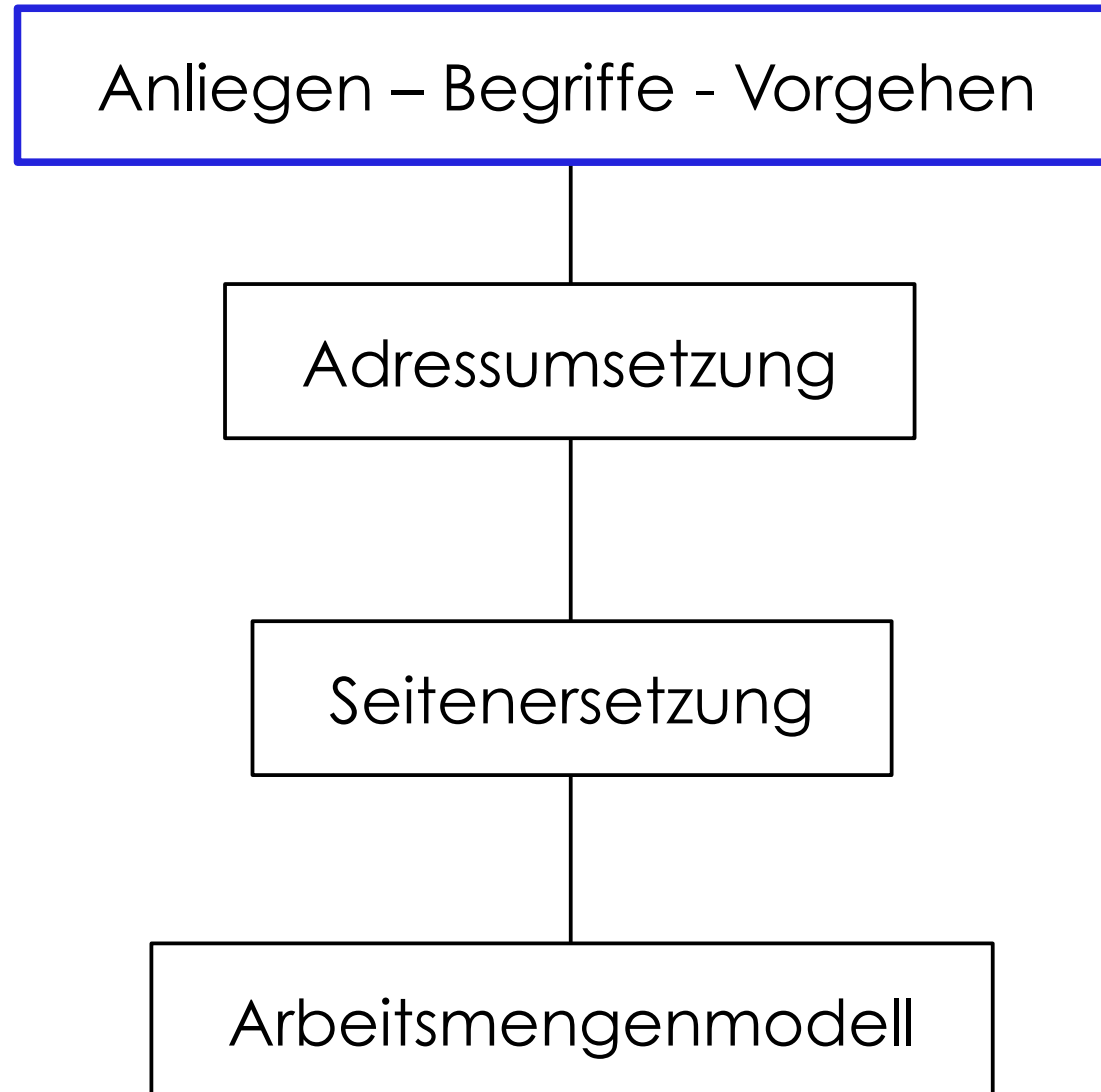 Anliegen – Begriffe - Vorgehen
Adressumsetzung
Seitenersetzung
Arbeitsmengenmodell